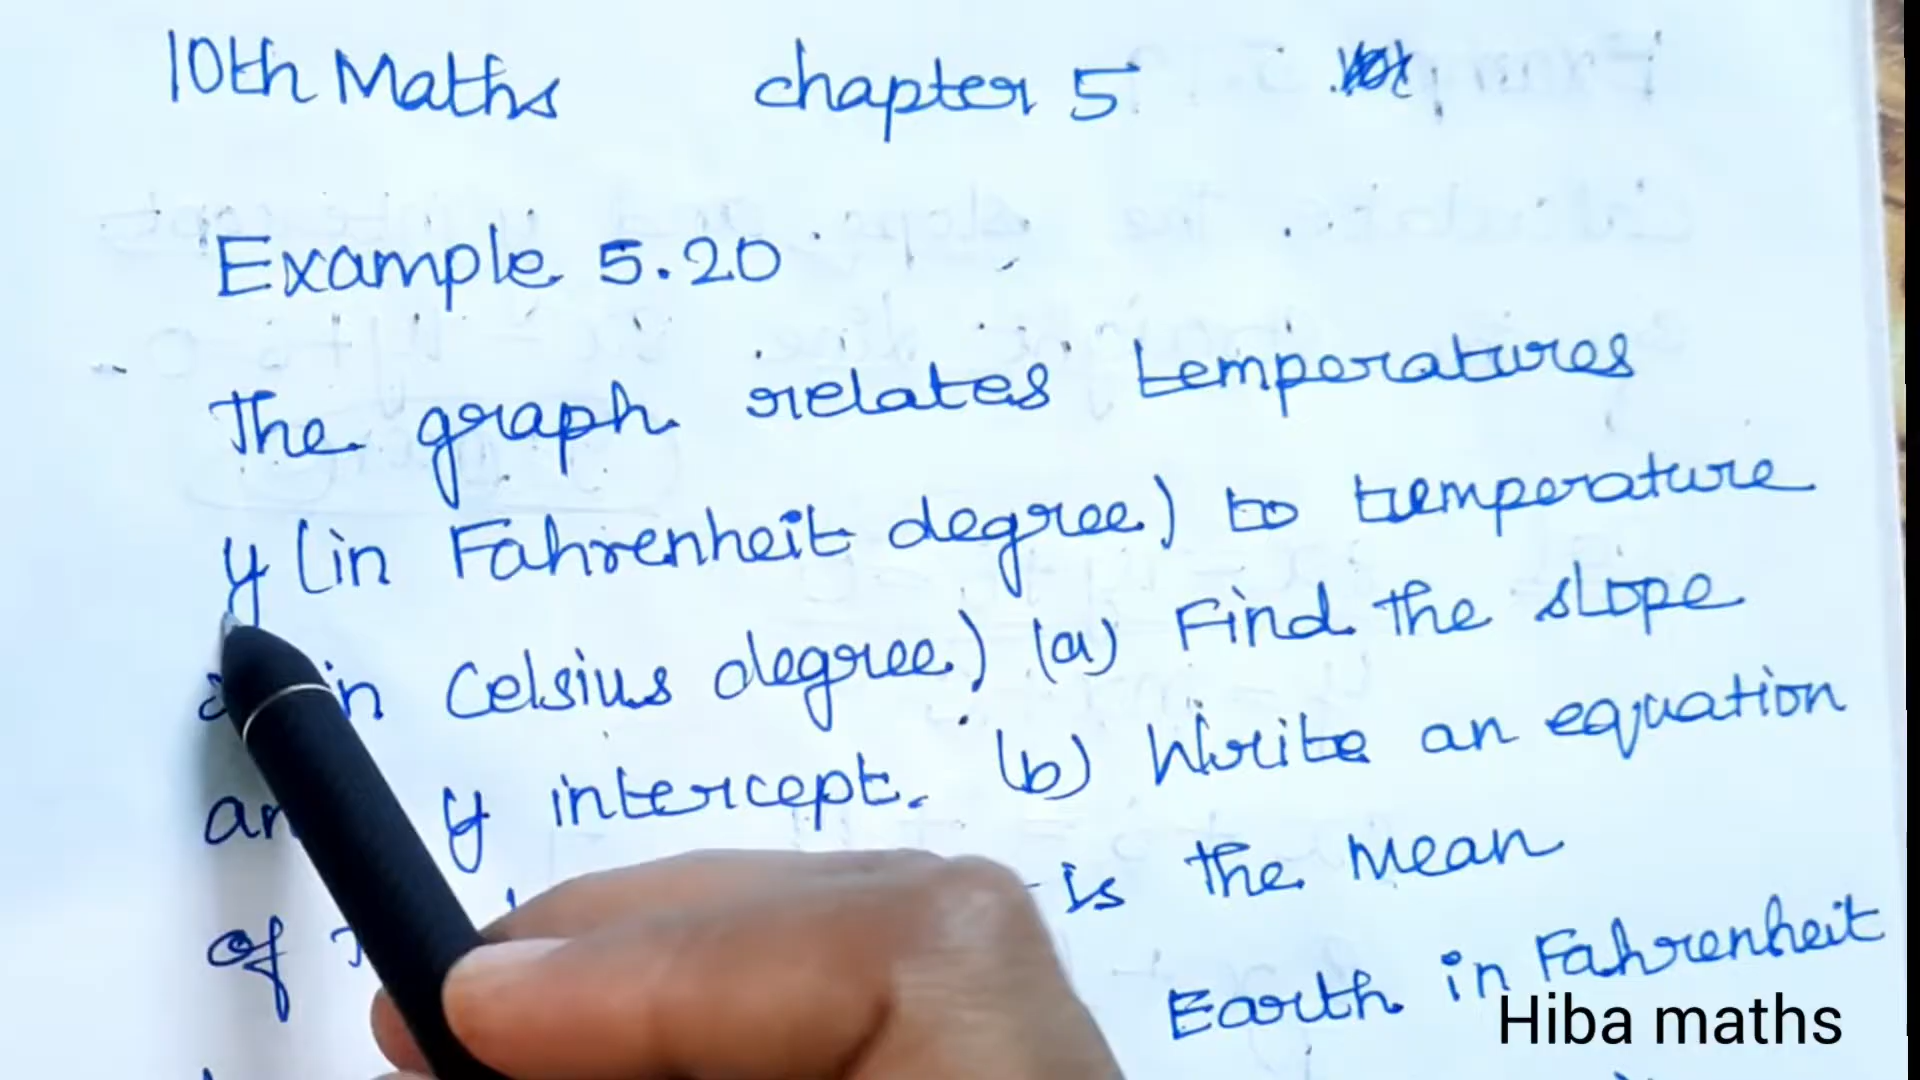 10th Maths chapter 5
Example 5.20
The graph relates temperatures
y (in Fahrenheit degree) to temperature
in Celsius degree) (a) Find the slope
y intercept. (b) Write an equation
of is the Mean
Earth in Fahrenheit
Hiba maths